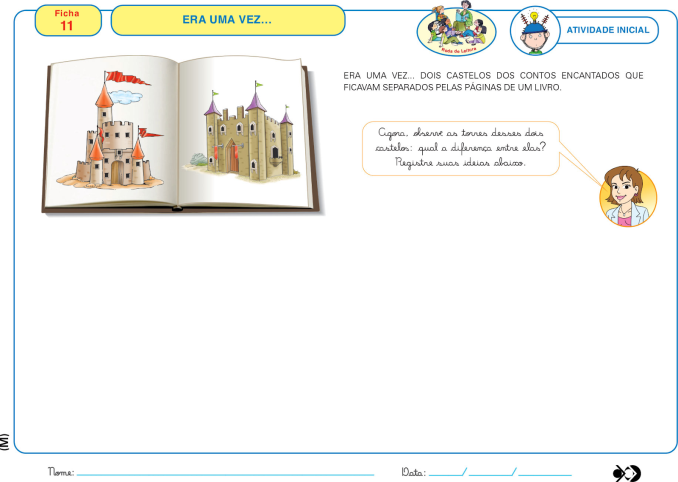 Ficha
11
ERA UMA VEZ...
Roda de Leitura
ATIVIDADE INICIAL
ERA UMA VEZ... DOIS CASTELOS DOS CONTOS ENCANTADOS QUE
FICAVAM SEPARADOS PELAS PÁGINAS DE UM LIVRO.
Agora, observe as torres desses dois
castelos: qual a diferença entre elas?
Registre suas ideias abaixo.
(M)
Nome:
Data: / /